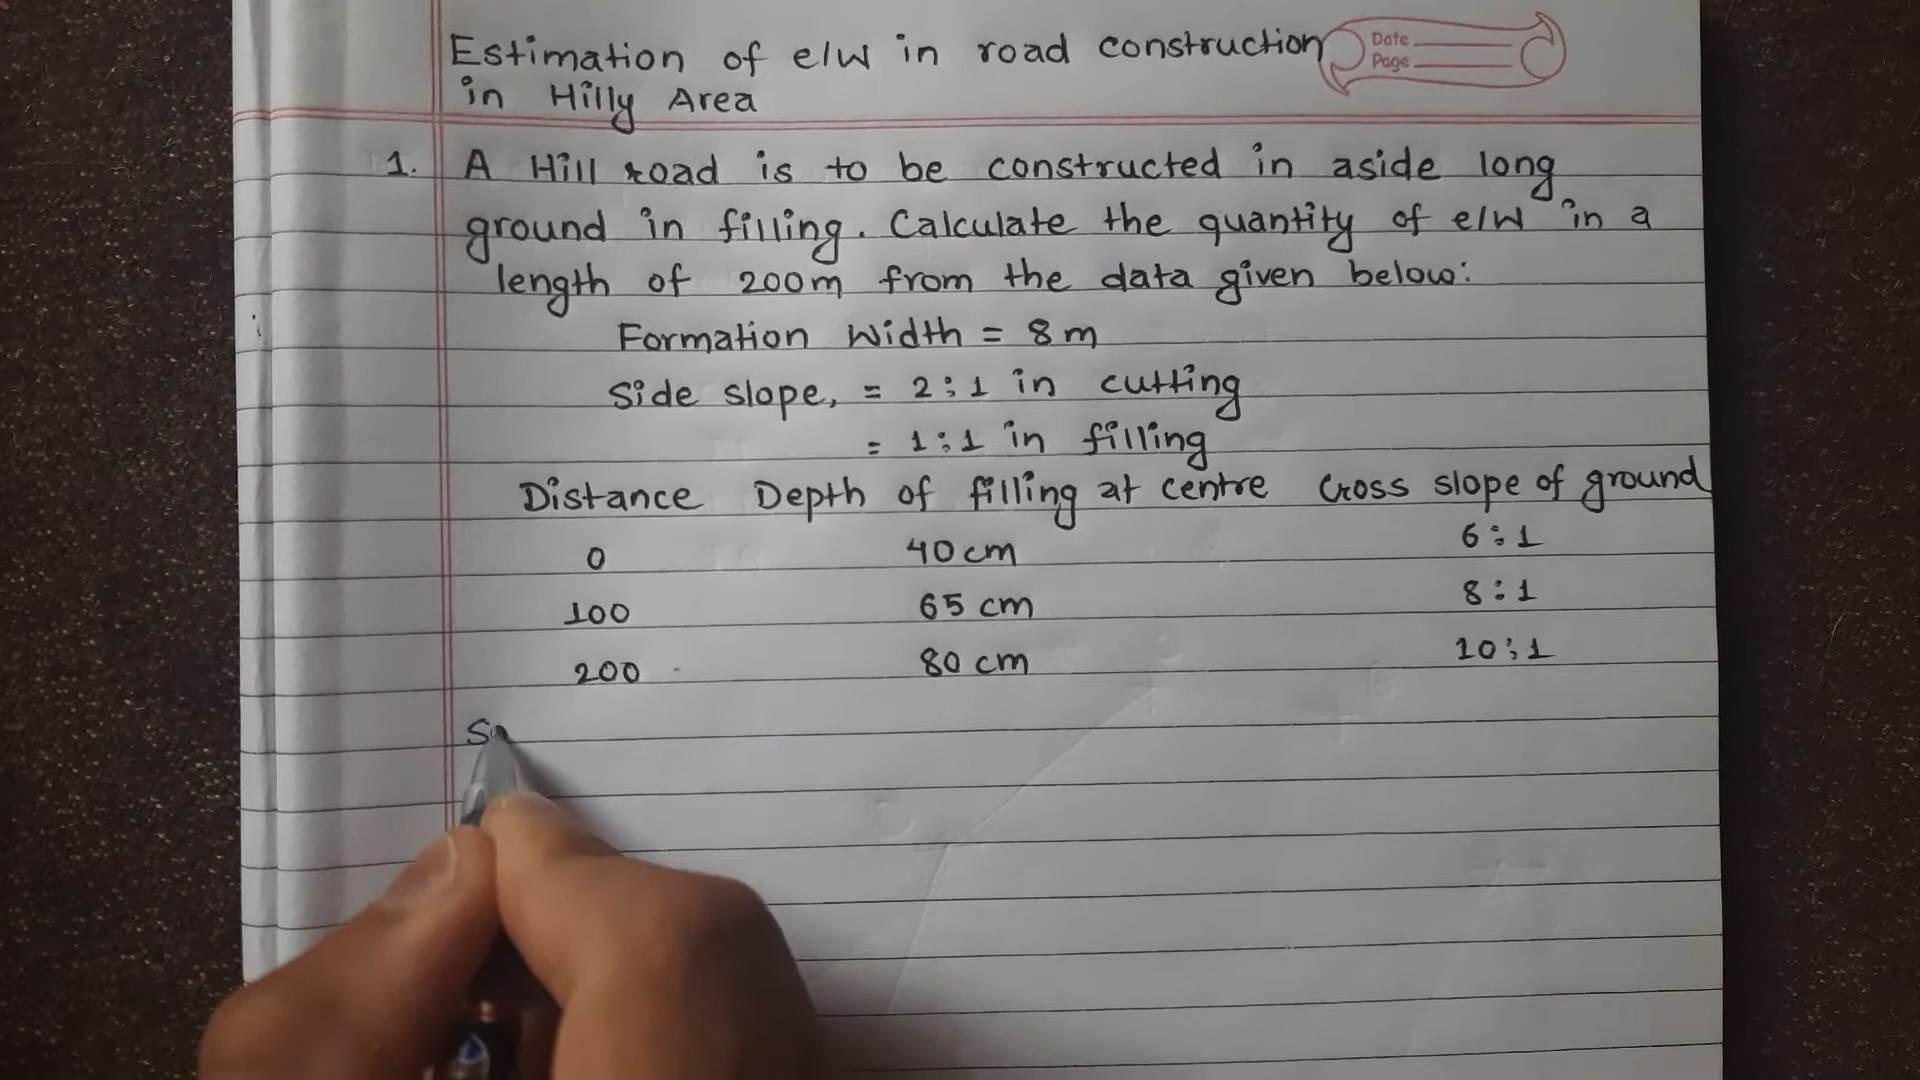 Estimation of e/w in road construction
in Hilly Area
Date
Page
1. A Hill road is to be constructed in aside long
ground in filling. Calculate the quantity of e/w in a
length of 200m from the data given below:
Formation Width = 8m
Side slope, = 2:1 in cutting
= 1:1 in filling
Distance Depth of filling at centre Cross slope of ground
0 40 cm 6:1
100 65 cm 8:1
200 80 cm 10:1